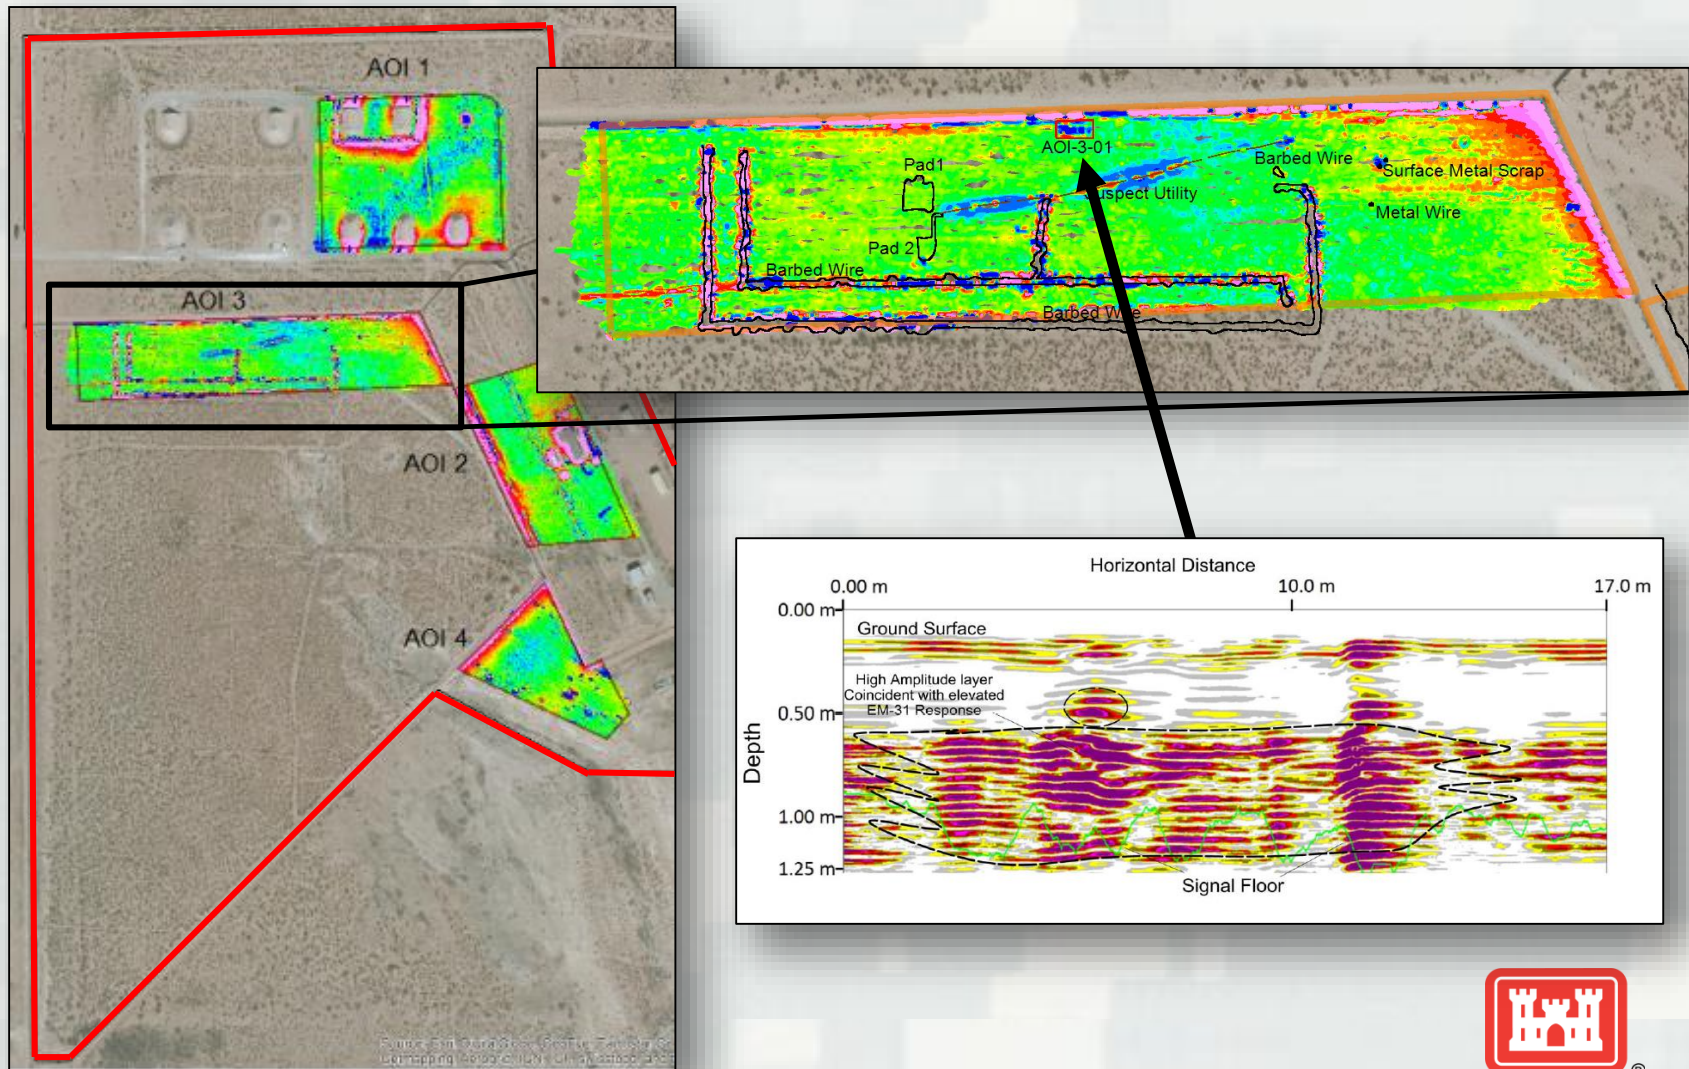 AOI 1
AOI 3
AOI 2
AOI 4
AOI-3-01
Pad1
Barbed Wire
Surface Metal Scrap
Suspect Utility
Metal Wire
Pad 2
Barbed Wire
Barbed Wire
Horizontal Distance
0.00 m
10.0 m
17.0 m
0.00 m
Ground Surface
High Amplitude layer
Coincident with elevated
EM-31 Response
0.50 m
Depth
1.00 m
1.25 m
Signal Floor
®